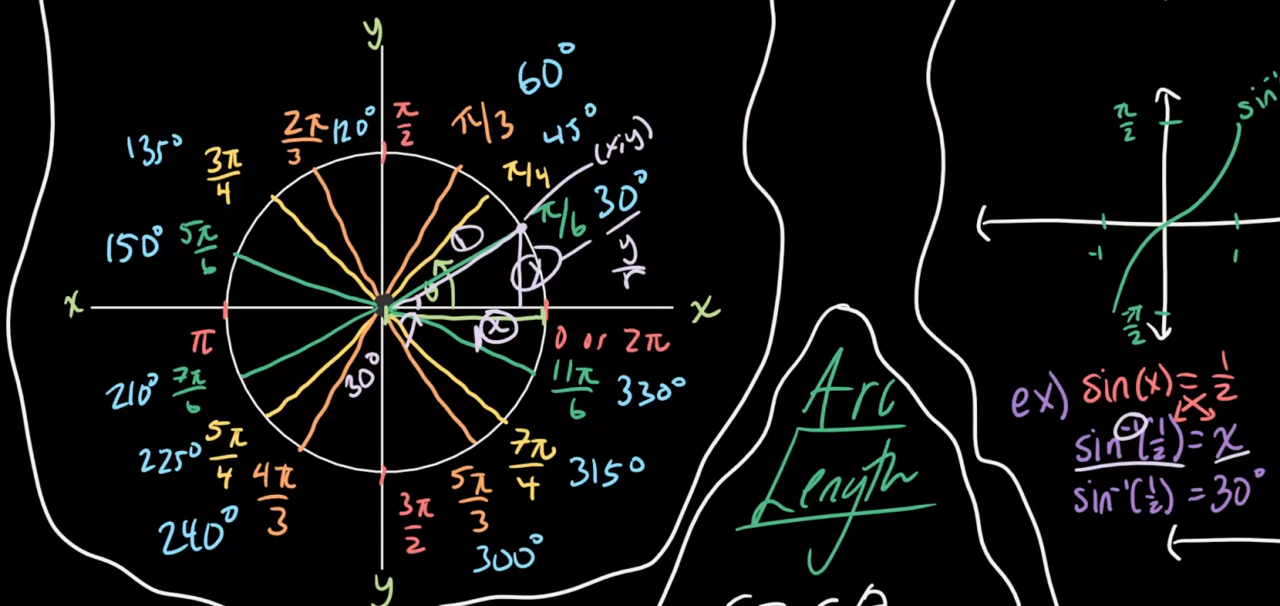 y
60°
2π/3
120°
π/2
π/3
45°
(x,y)
135°
3π/4
π/4
30°
π/6
y/r
150°
5π/6
θ
y
x
x
x
π
0 or 2π
30°
210°
7π/6
11π/6
330°
225°
5π/4
7π/4
315°
240°
4π/3
3π/2
5π/3
300°
y
Arc
Length
π/2
sin⁻¹
-1
1
-π/2
ex) sin(x) = 1/2
sin⁻¹(1/2) = x
sin⁻¹(1/2) = 30°